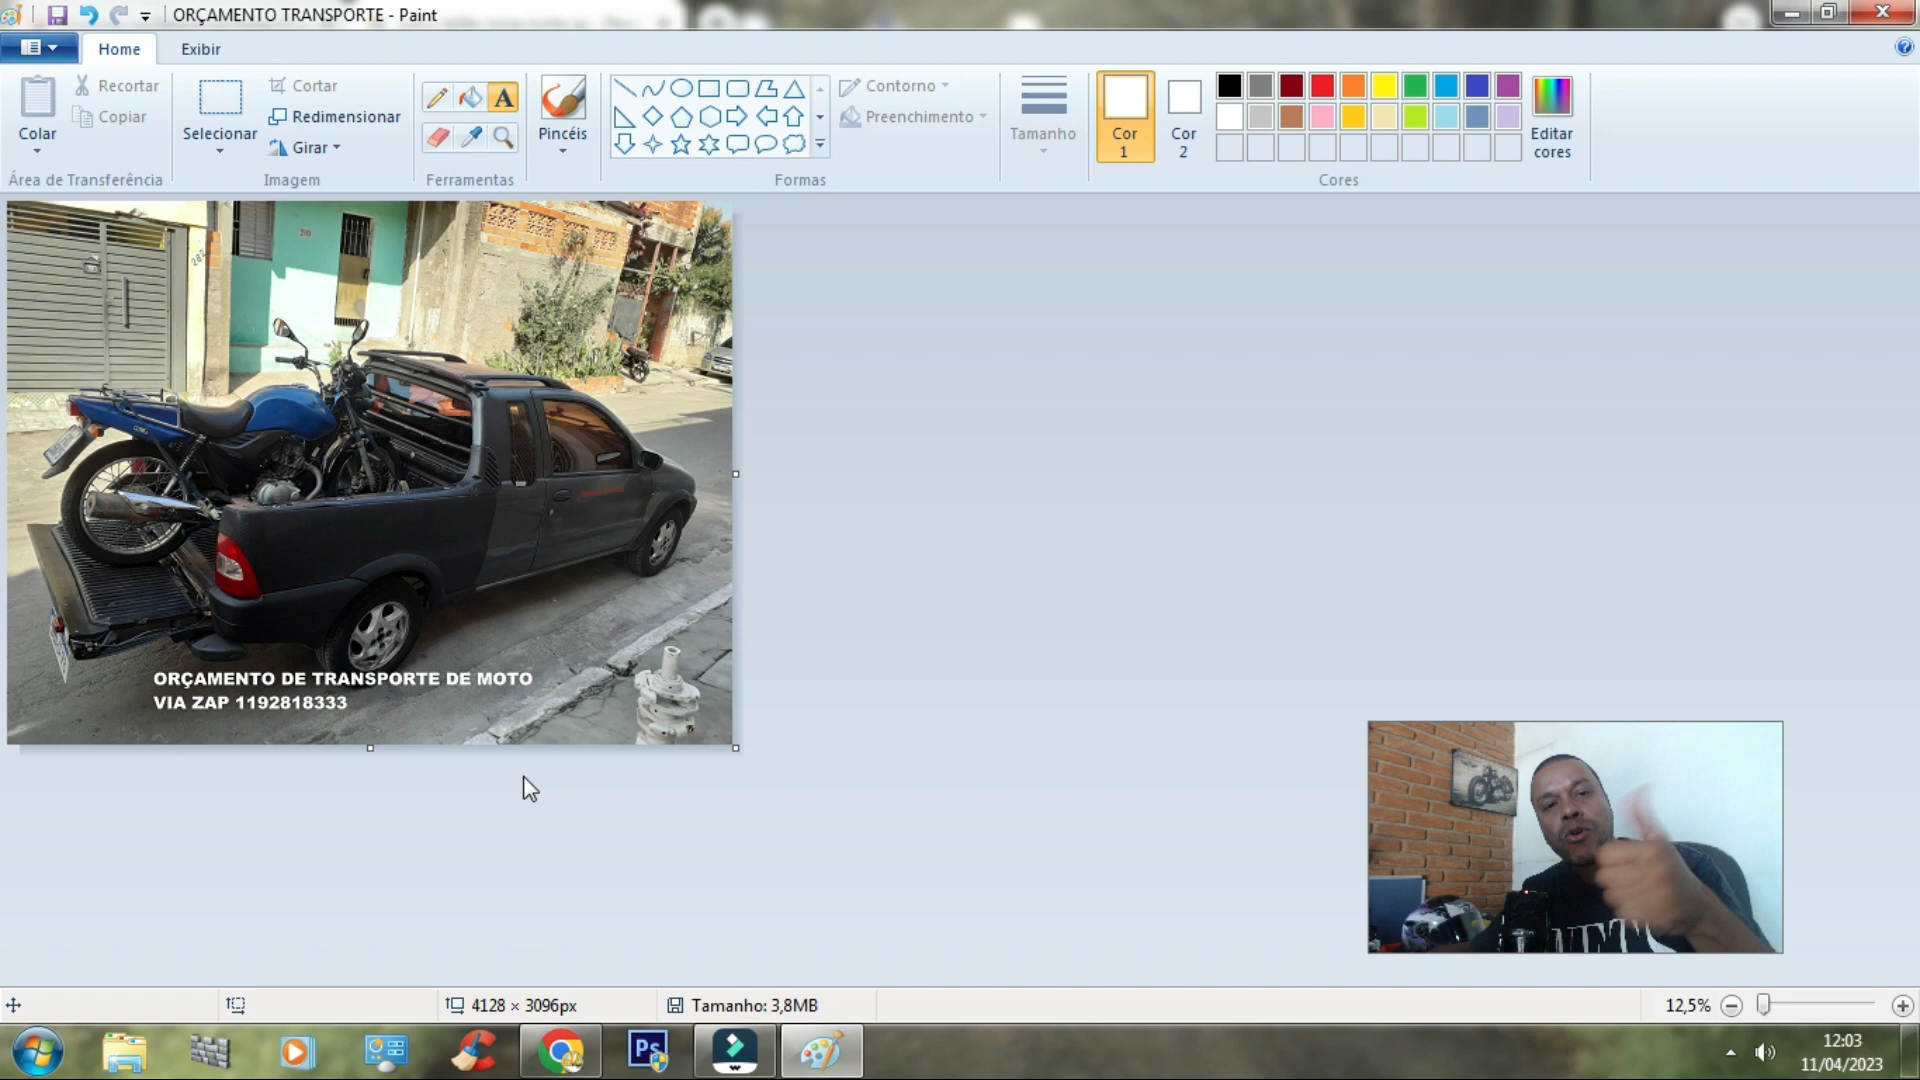 ORÇAMENTO TRANSPORTE - Paint
Home
Exibir
Colar
Recortar
Copiar
Área de Transferência
Selecionar
Cortar
Redimensionar
Girar
Imagem
Ferramentas
Pincéis
Formas
Contorno
Preenchimento
Tamanho
Cor
1
Cor
2
Editar
cores
Cores
282
ORÇAMENTO DE TRANSPORTE DE MOTO
VIA ZAP 1192818333
4128 × 3096px
Tamanho: 3,8MB
12,5%
Ps
12:03
11/04/2023